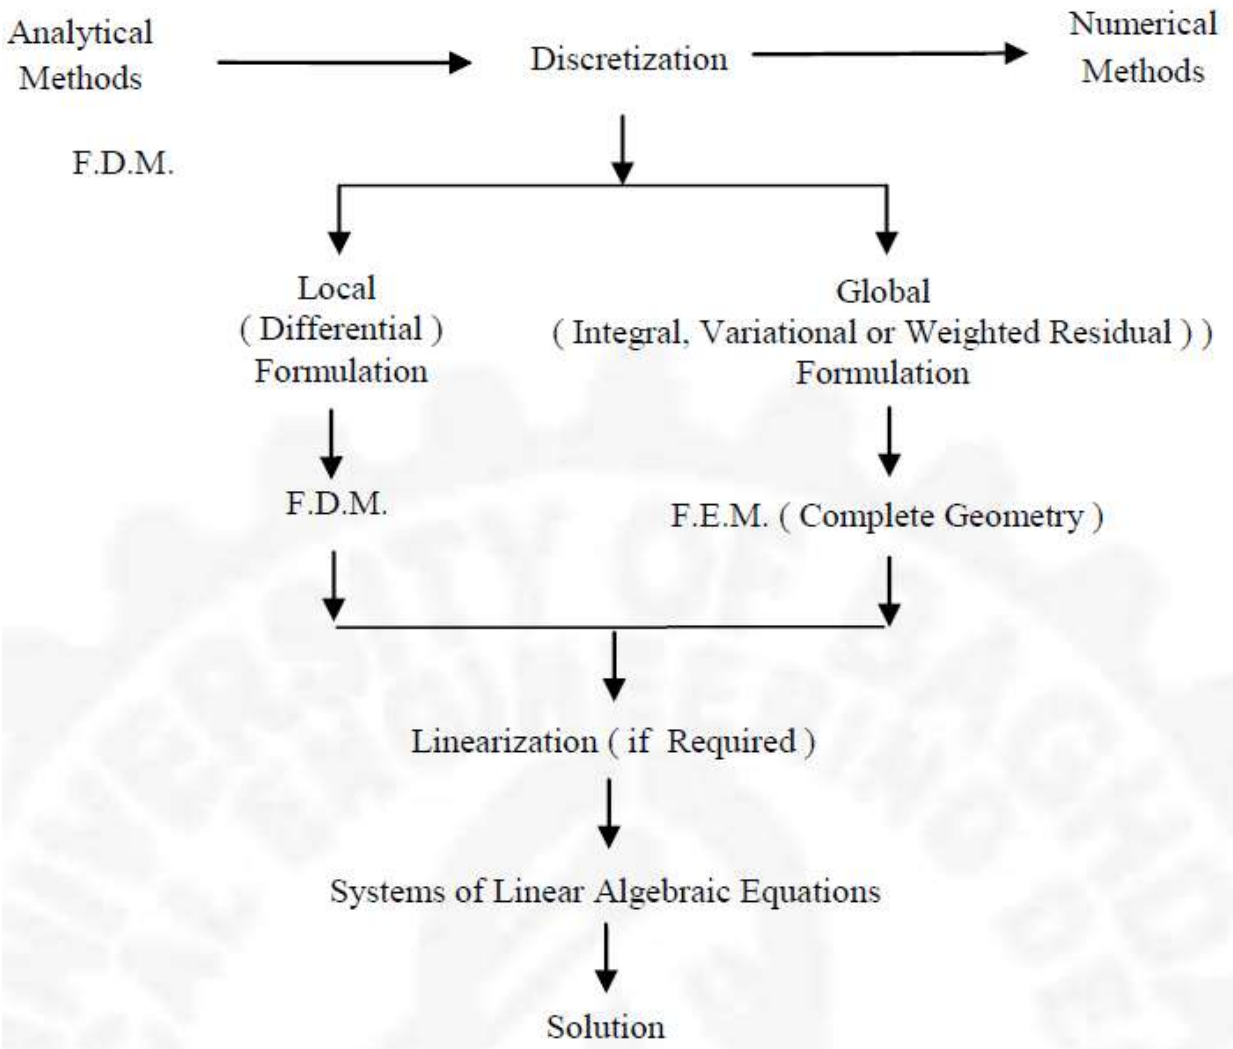 Analytical
Methods
Discretization
Numerical
Methods
F.D.M.
Local
( Differential )
Formulation
Global
( Integral, Variational or Weighted Residual ) )
Formulation
F.D.M.
F.E.M. ( Complete Geometry )
Linearization ( if Required )
Systems of Linear Algebraic Equations
Solution